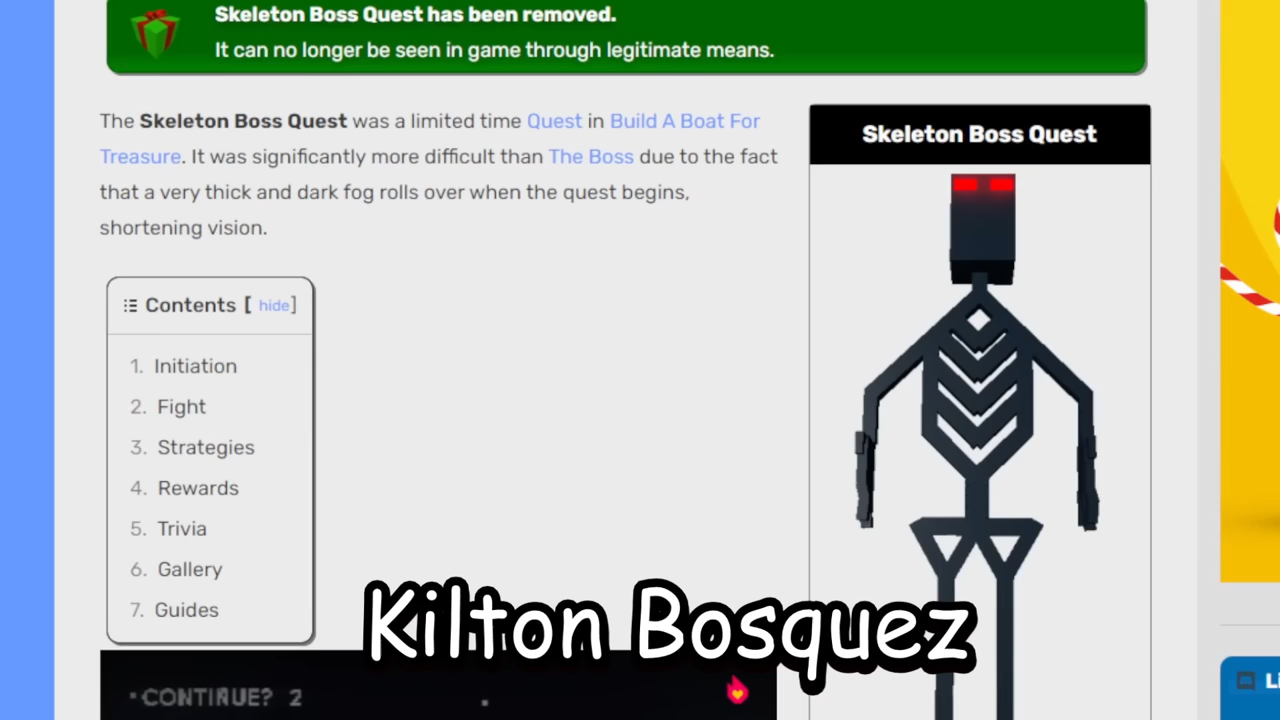 Skeleton Boss Quest has been removed.
It can no longer be seen in game through legitimate means.
The Skeleton Boss Quest was a limited time Quest in Build A Boat For
Treasure. It was significantly more difficult than The Boss due to the fact
that a very thick and dark fog rolls over when the quest begins,
shortening vision.
Skeleton Boss Quest
Contents [ hide]
1. Initiation
2. Fight
3. Strategies
4. Rewards
5. Trivia
6. Gallery
7. Guides
Kilton Bosquez
CONTINUE? 2